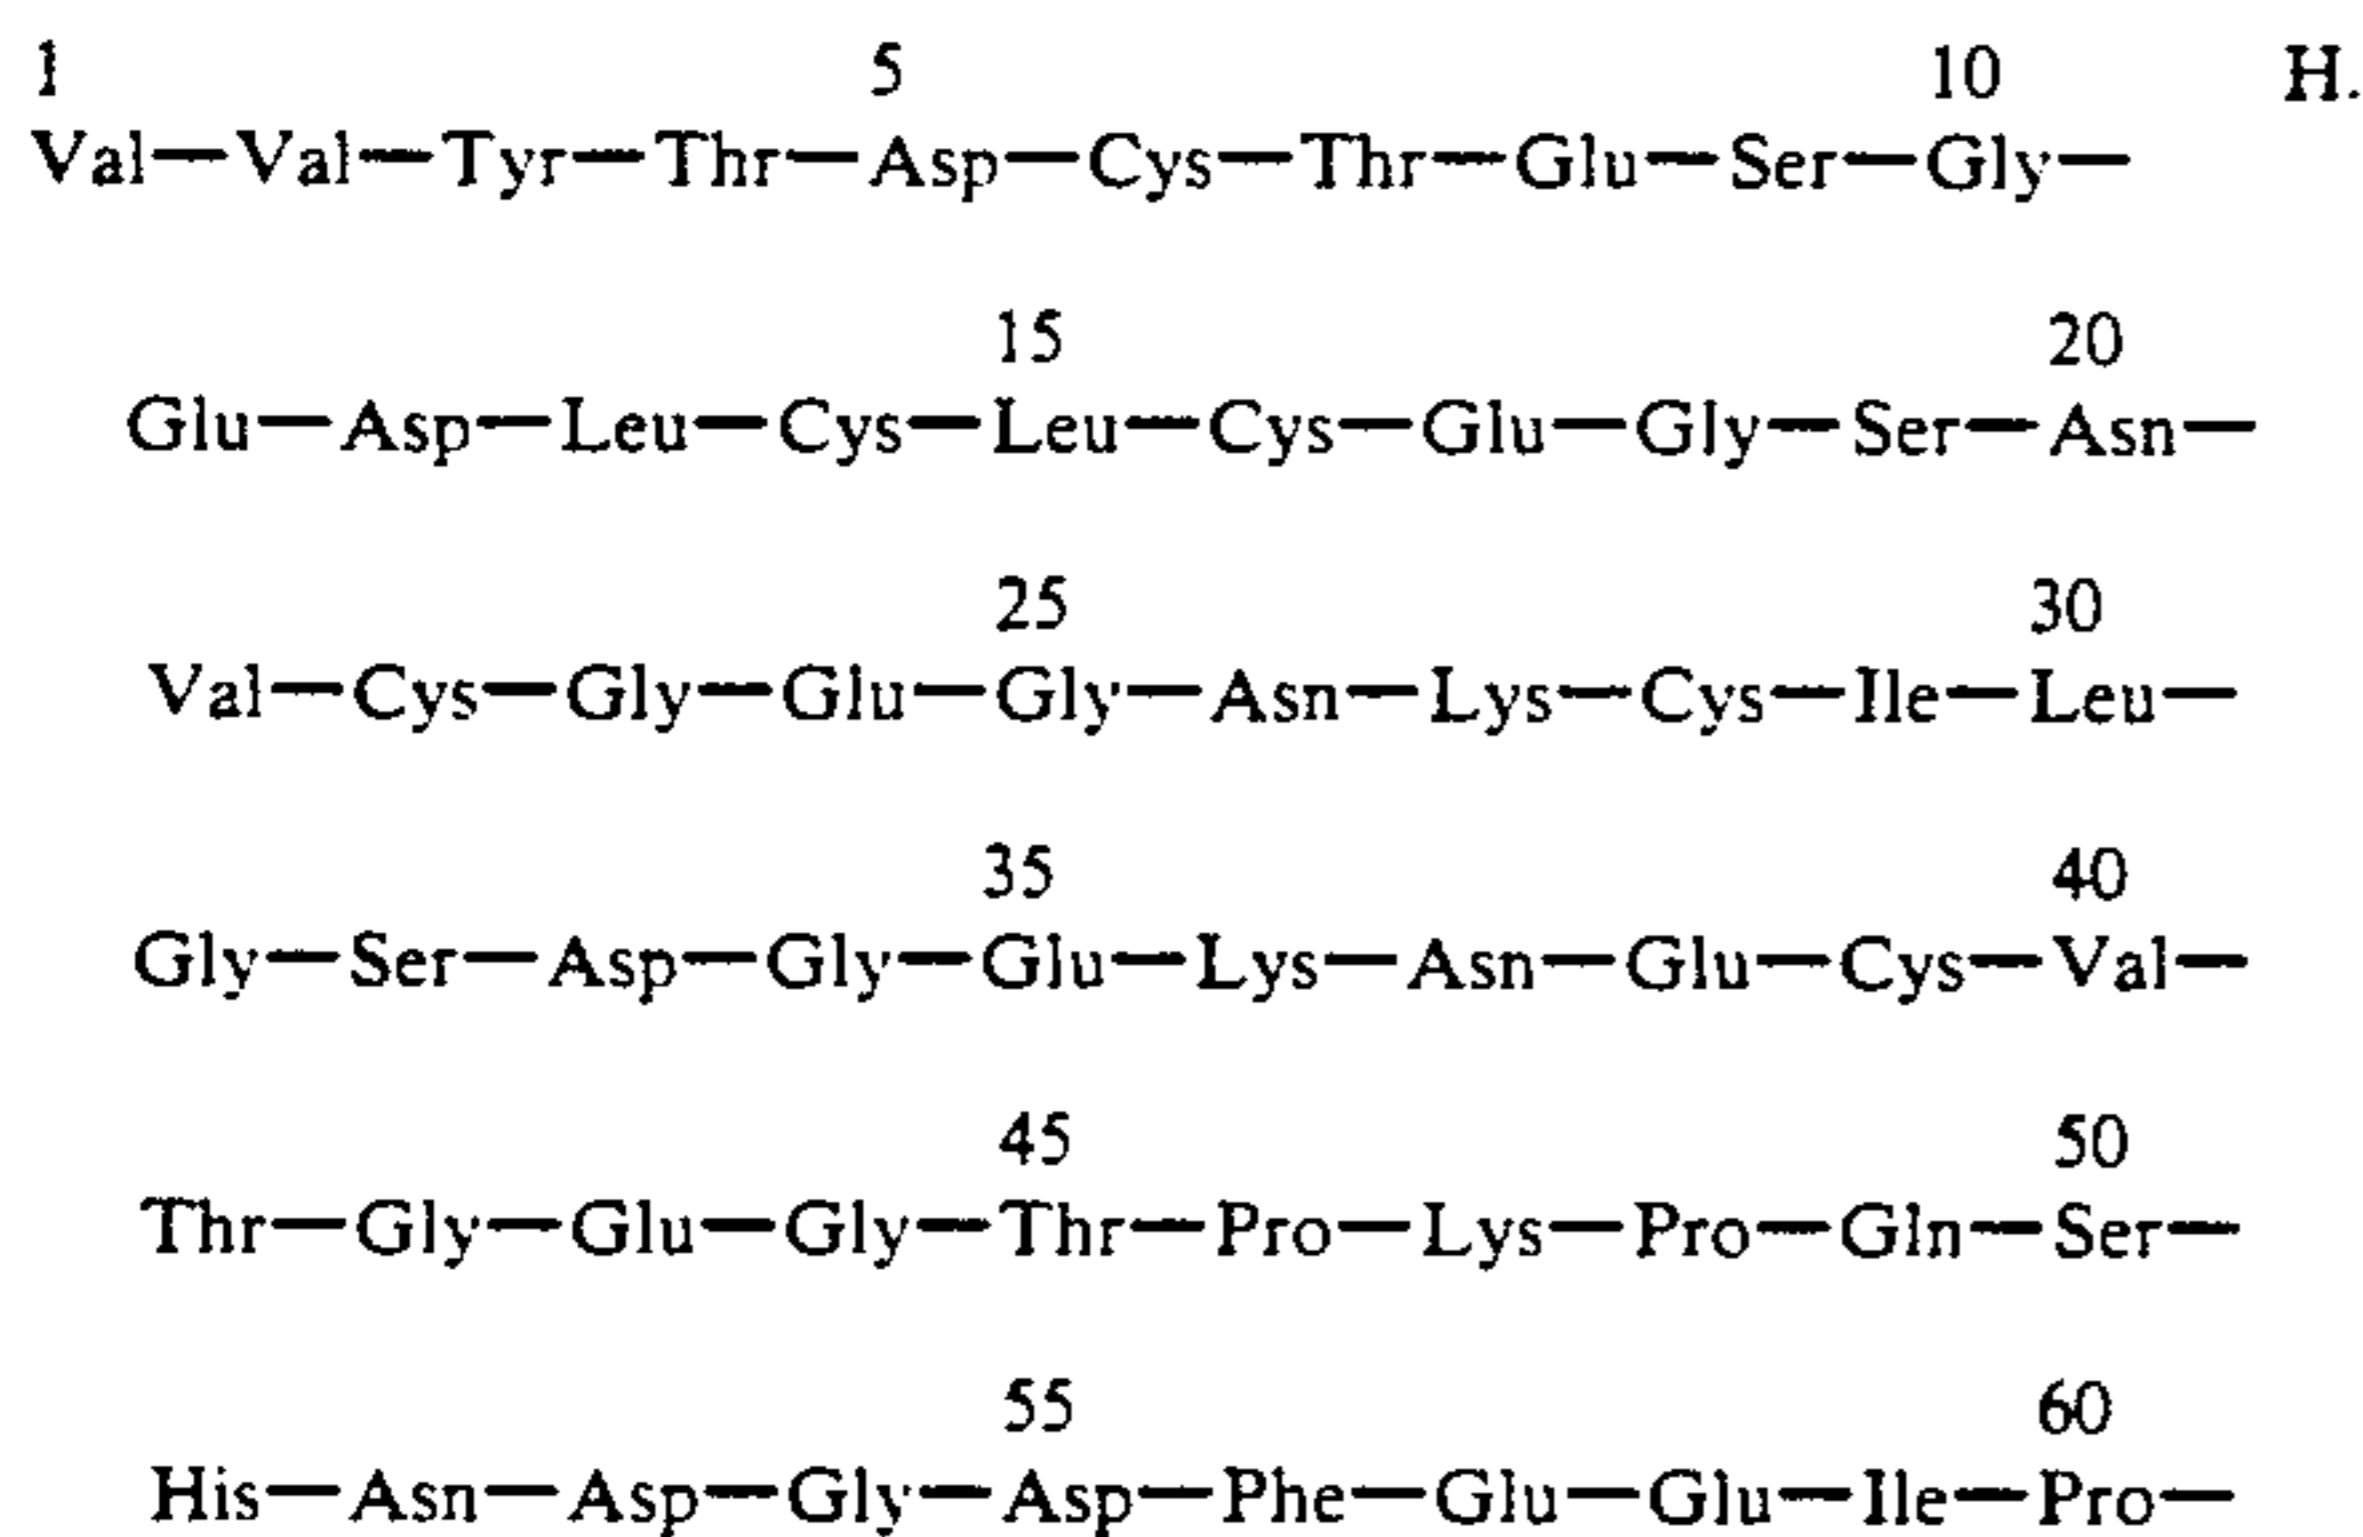 1 5 10 H.
Val—Val—Tyr—Thr—Asp—Cys—Thr—Glu—Ser—Gly—
15 20
Glu—Asp—Leu—Cys—Leu—Cys—Glu—Gly—Ser—Asn—
25 30
Val—Cys—Gly—Glu—Gly—Asn—Lys—Cys—Ile—Leu—
35 40
Gly—Ser—Asp—Gly—Glu—Lys—Asn—Glu—Cys—Val—
45 50
Thr—Gly—Glu—Gly—Thr—Pro—Lys—Pro—Gln—Ser—
55 60
His—Asn—Asp—Gly—Asp—Phe—Glu—Glu—Ile—Pro—